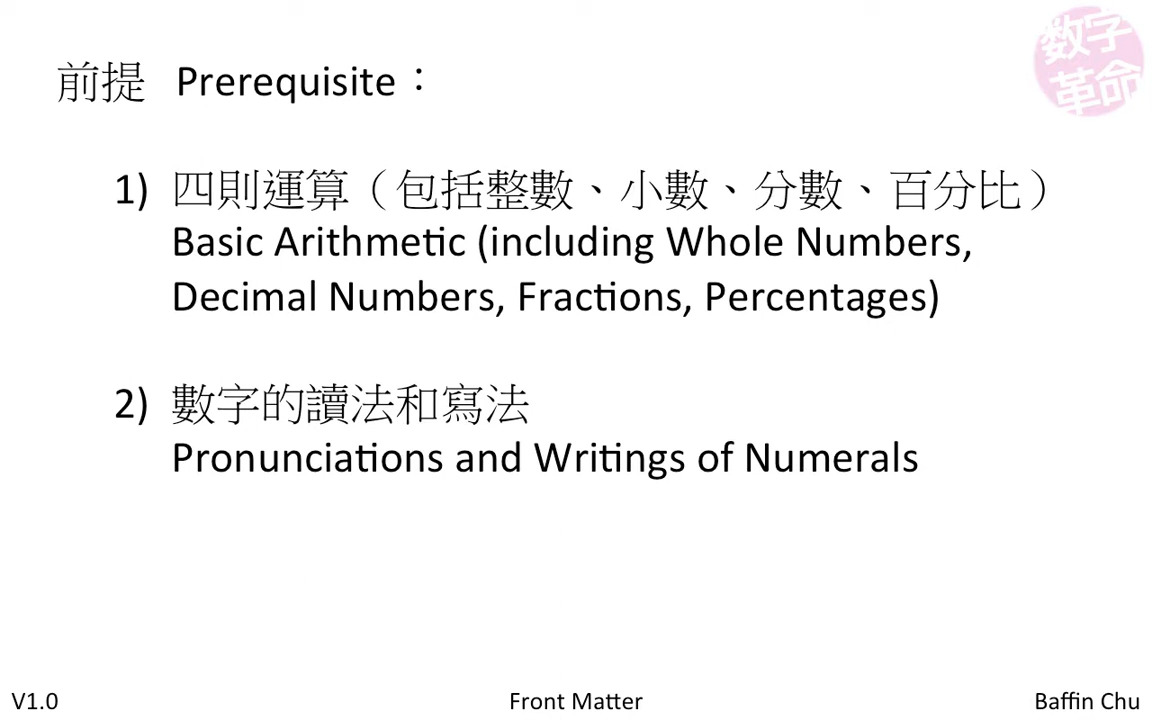 数字
革命
前提 Prerequisite：
1) 四則運算（包括整數、小數、分數、百分比）
Basic Arithmetic (including Whole Numbers,
Decimal Numbers, Fractions, Percentages)
2) 數字的讀法和寫法
Pronunciations and Writings of Numerals
V1.0 Front Matter Baffin Chu